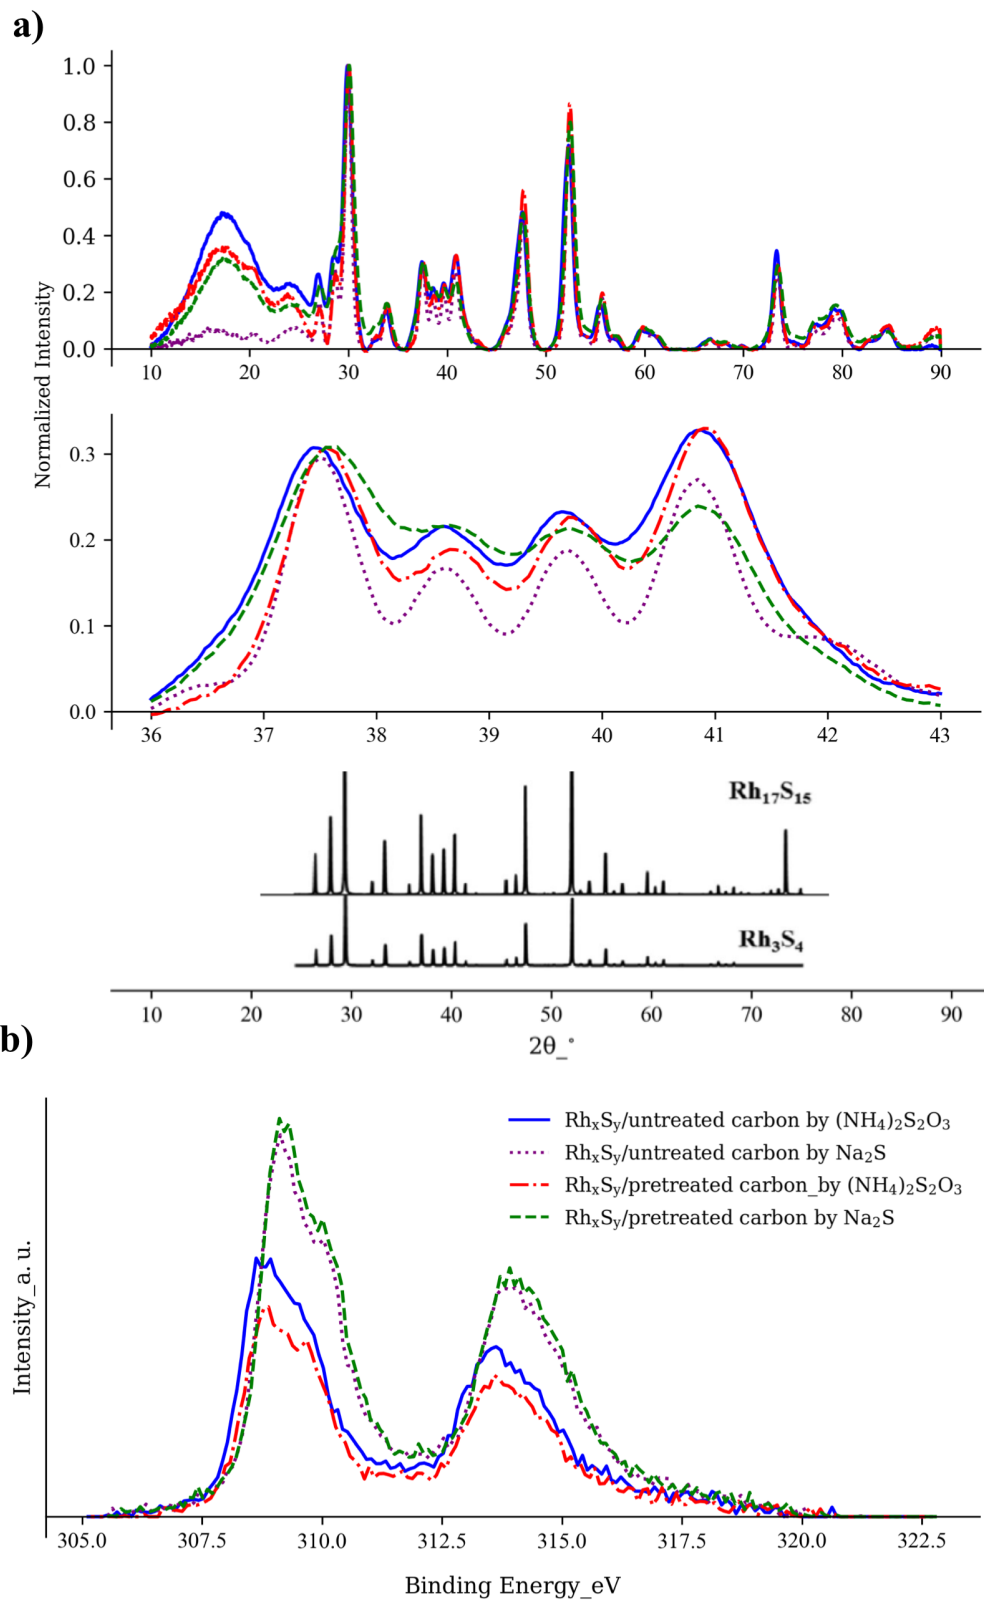 a)
Normalized Intensity
1.0
0.8
0.6
0.4
0.2
0.0
10 20 30 40 50 60 70 80 90
0.3
0.2
0.1
0.0
36 37 38 39 40 41 42 43
Rh₁₇S₁₅
Rh₃S₄
10 20 30 40 50 60 70 80 90
2θ_°
b)
Intensity_a. u.
RhₓSᵧ/untreated carbon by (NH4)₂S₂O₃
RhₓSᵧ/untreated carbon by Na₂S
RhₓSᵧ/pretreated carbon_by (NH4)₂S₂O₃
RhₓSᵧ/pretreated carbon by Na₂S
305.0 307.5 310.0 312.5 315.0 317.5 320.0 322.5
Binding Energy_eV